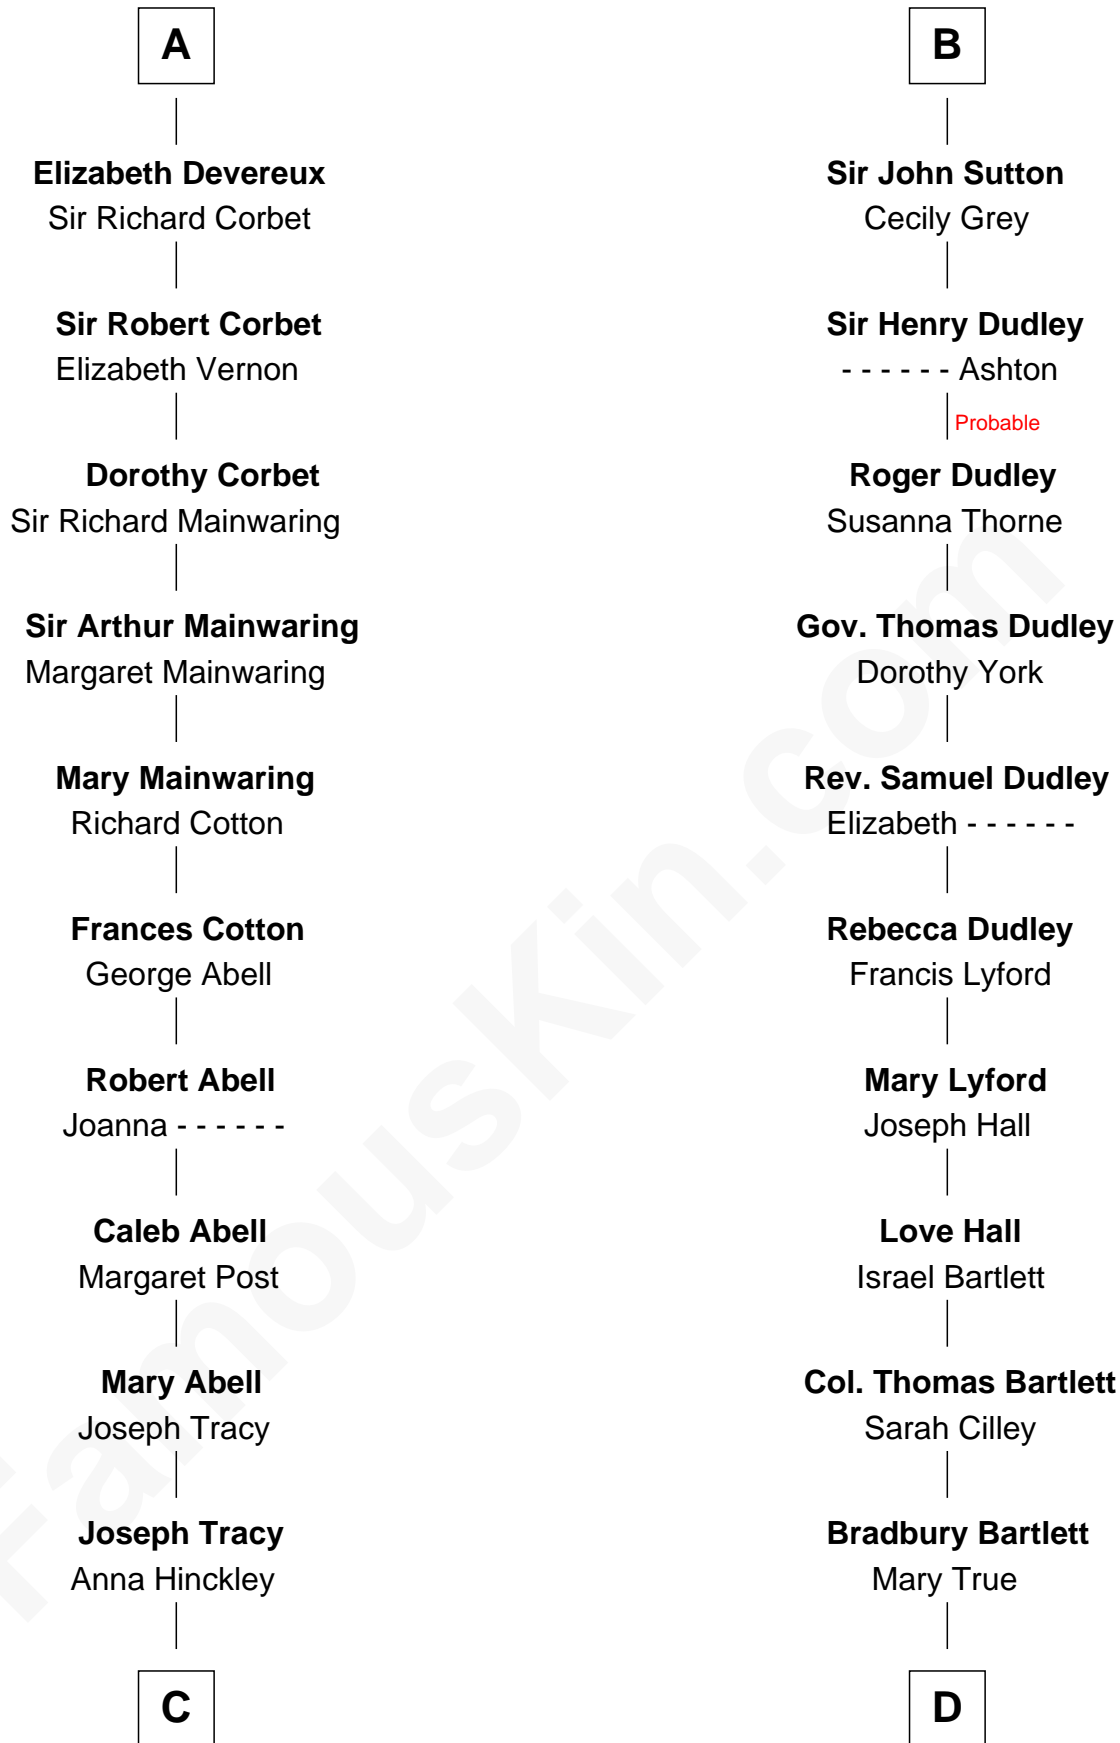 A
Elizabeth Devereux
Sir Richard Corbet
Sir Robert Corbet
Elizabeth Vernon
Dorothy Corbet
Sir Richard Mainwaring
Sir Arthur Mainwaring
Margaret Mainwaring
Mary Mainwaring
Richard Cotton
Frances Cotton
George Abell
Robert Abell
Joanna - - - - - -
Caleb Abell
Margaret Post
Mary Abell
Joseph Tracy
Joseph Tracy
Anna Hinckley
C
B
Sir John Sutton
Cecily Grey
Sir Henry Dudley
- - - - - - Ashton
Probable
Roger Dudley
Susanna Thorne
Gov. Thomas Dudley
Dorothy York
Rev. Samuel Dudley
Elizabeth - - - - - -
Rebecca Dudley
Francis Lyford
Mary Lyford
Joseph Hall
Love Hall
Israel Bartlett
Col. Thomas Bartlett
Sarah Cilley
Bradbury Bartlett
Mary True
D
FamousKin.com